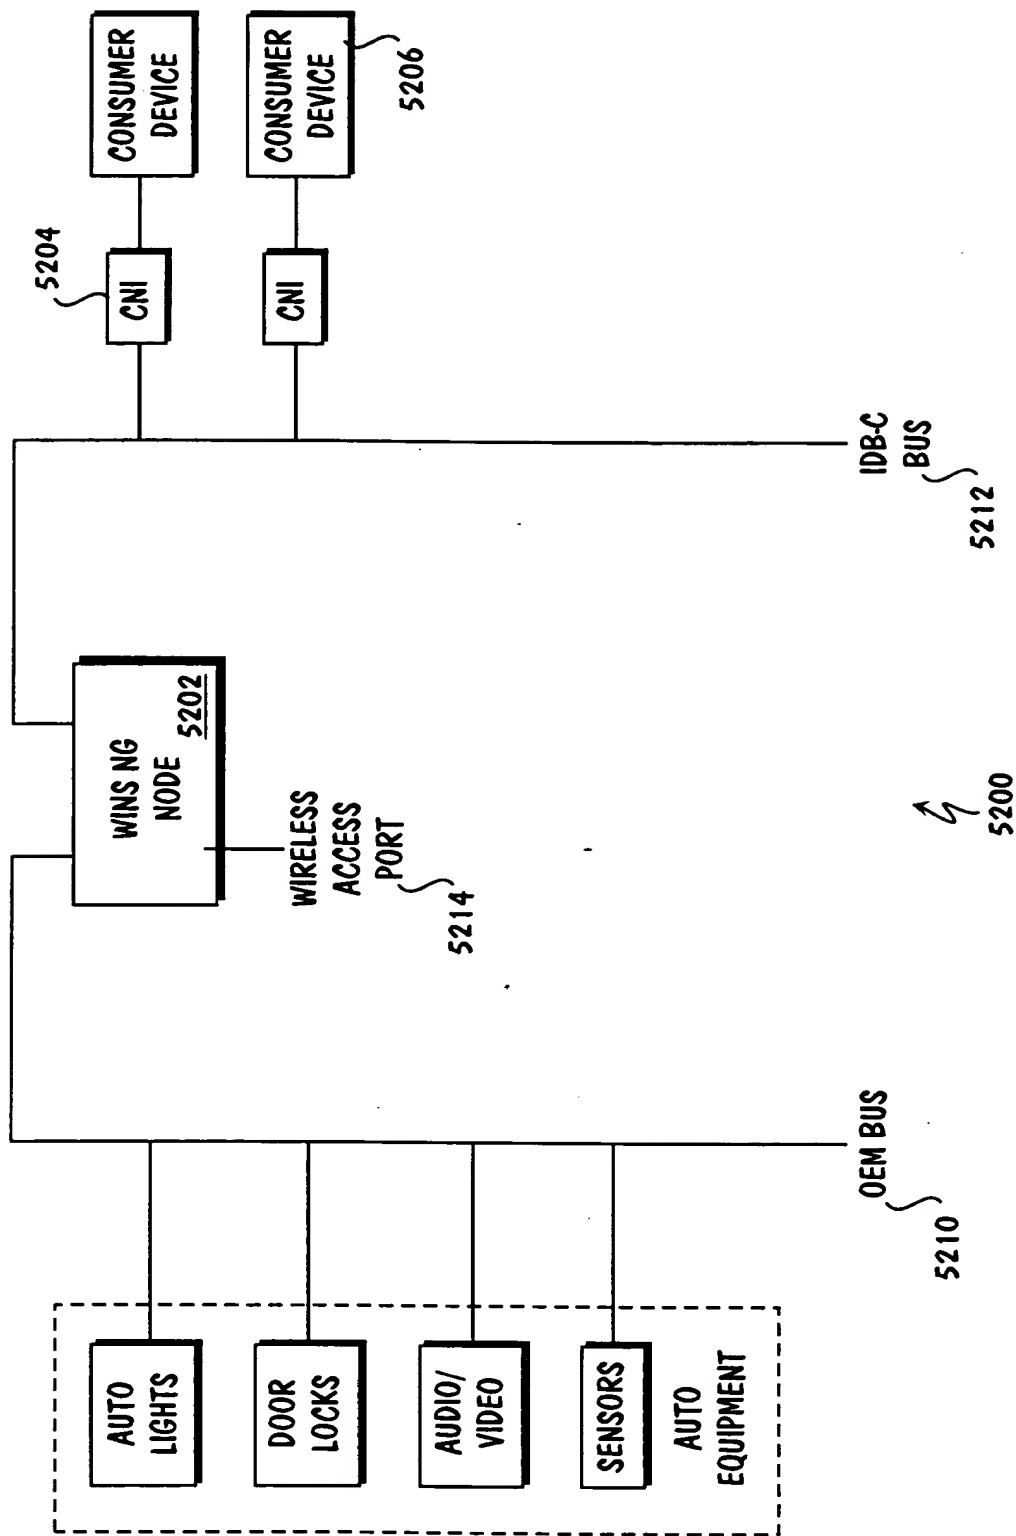 AUTO
LIGHTS
DOOR
LOCKS
AUDIO/
VIDEO
SENSORS
AUTO
EQUIPMENT
OEM BUS
5210
WINS NG
NODE
5202
WIRELESS
ACCESS
PORT
5214
5200
5204
CNI
CNI
CONSUMER
DEVICE
CONSUMER
DEVICE
5206
IDB-C
BUS
5212